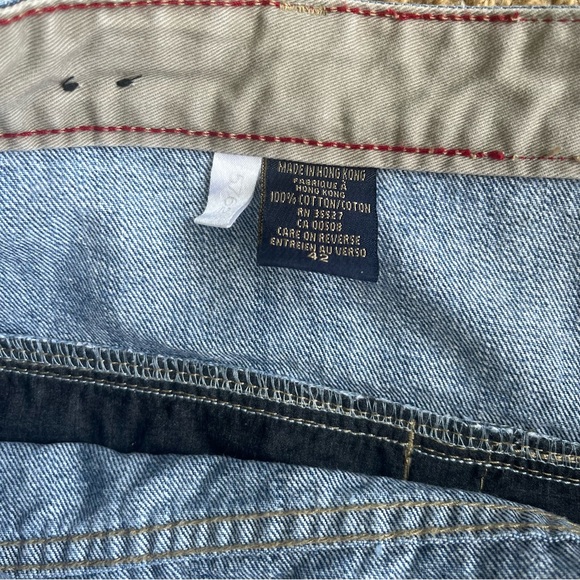 MADE IN HONG KONG
FABRIQUE À
HONG KONG
100% COTTON/COTON
RN 35527
CA 00508
CARE ON REVERSE
ENTRETIEN AU VERSO
42